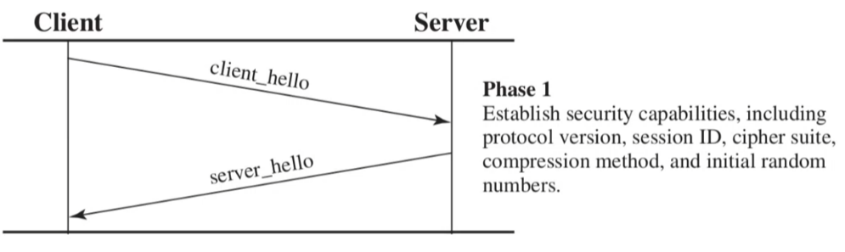 Client
Server
client_hello
Phase 1
Establish security capabilities, including
protocol version, session ID, cipher suite,
compression method, and initial random
numbers.
server_hello